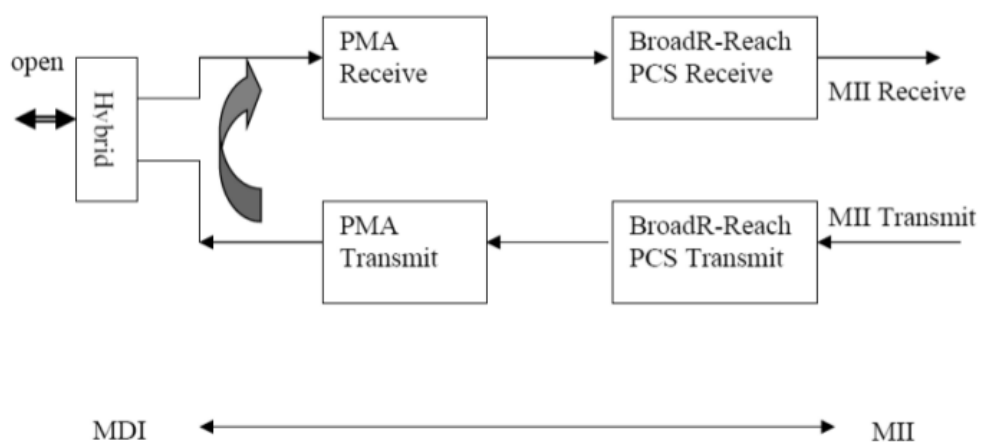 open
Hybrid
PMA
Receive
BroadR-Reach
PCS Receive
MII Receive
PMA
Transmit
BroadR-Reach
PCS Transmit
MII Transmit
MDI
MII